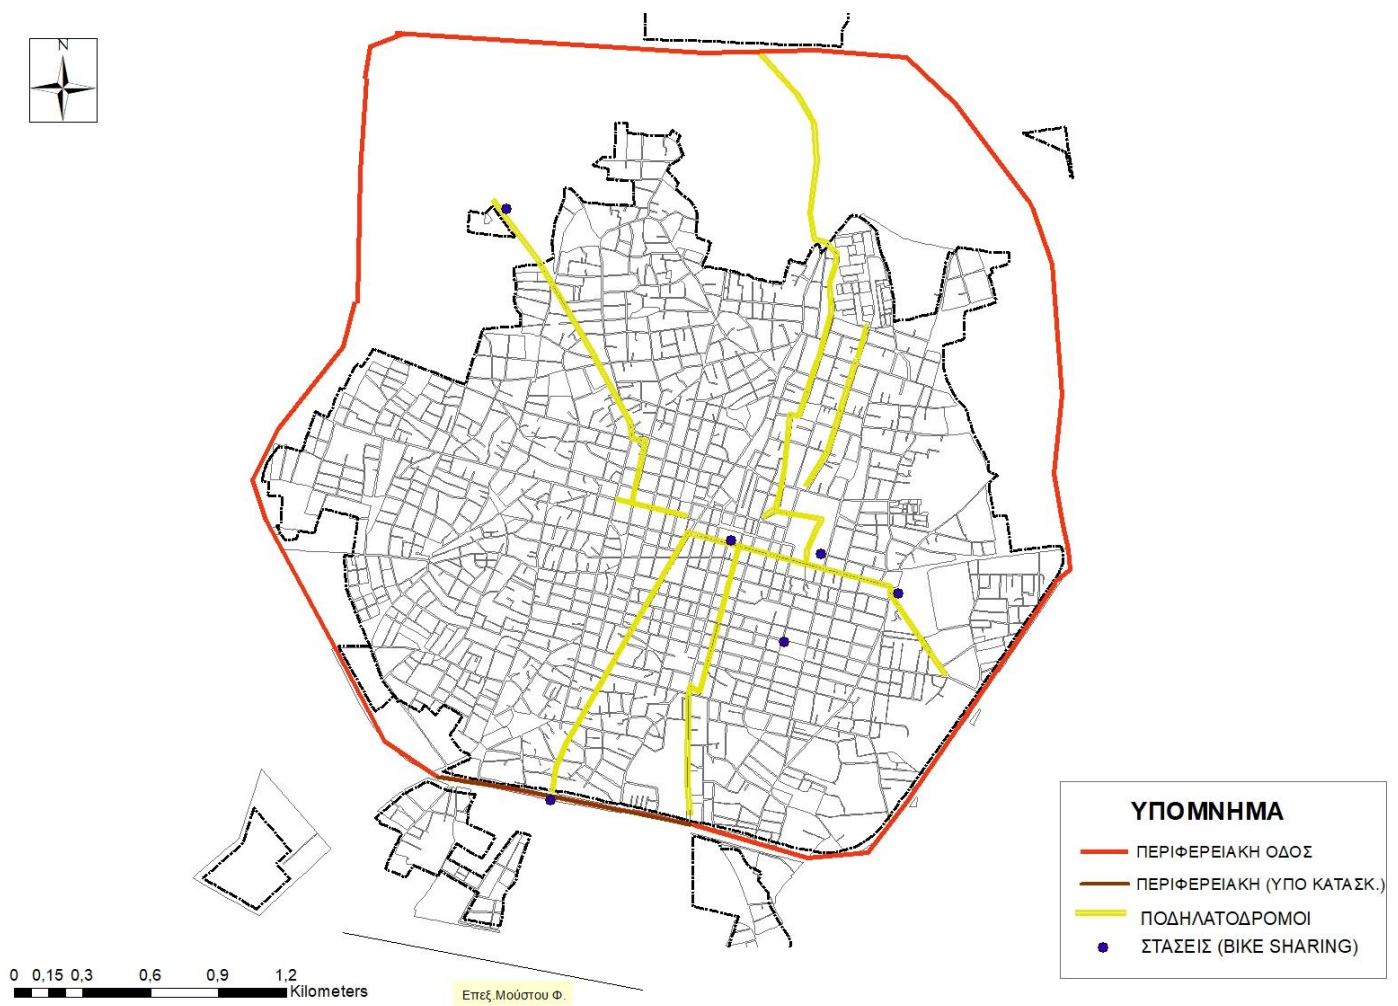 N
ΥΠΟΜΝΗΜΑ
ΠΕΡΙΦΕΡΕΙΑΚΗ ΟΔΟΣ
ΠΕΡΙΦΕΡΕΙΑΚΗ (ΥΠΟ ΚΑΤΑΣΚ.)
ΠΟΔΗΛΑΤΟΔΡΟΜΟΙ
ΣΤΑΣΕΙΣ (BIKE SHARING)
0 0,15 0,3 0,6 0,9 1,2
Kilometers
Επεξ.Μούστου Φ.